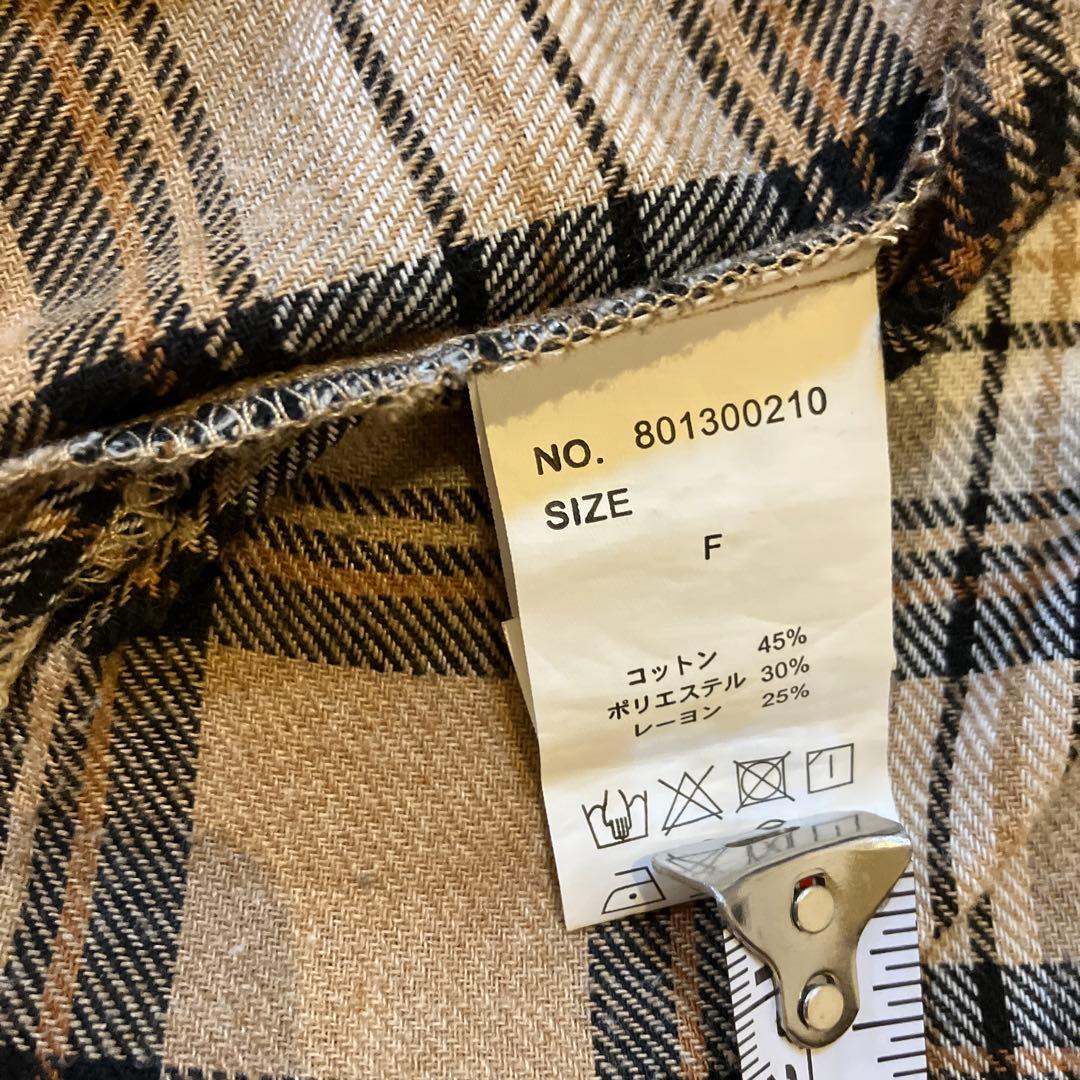 NO. 801300210
SIZE
F
コットン 45%
ポリエステル 30%
レーヨン 25%